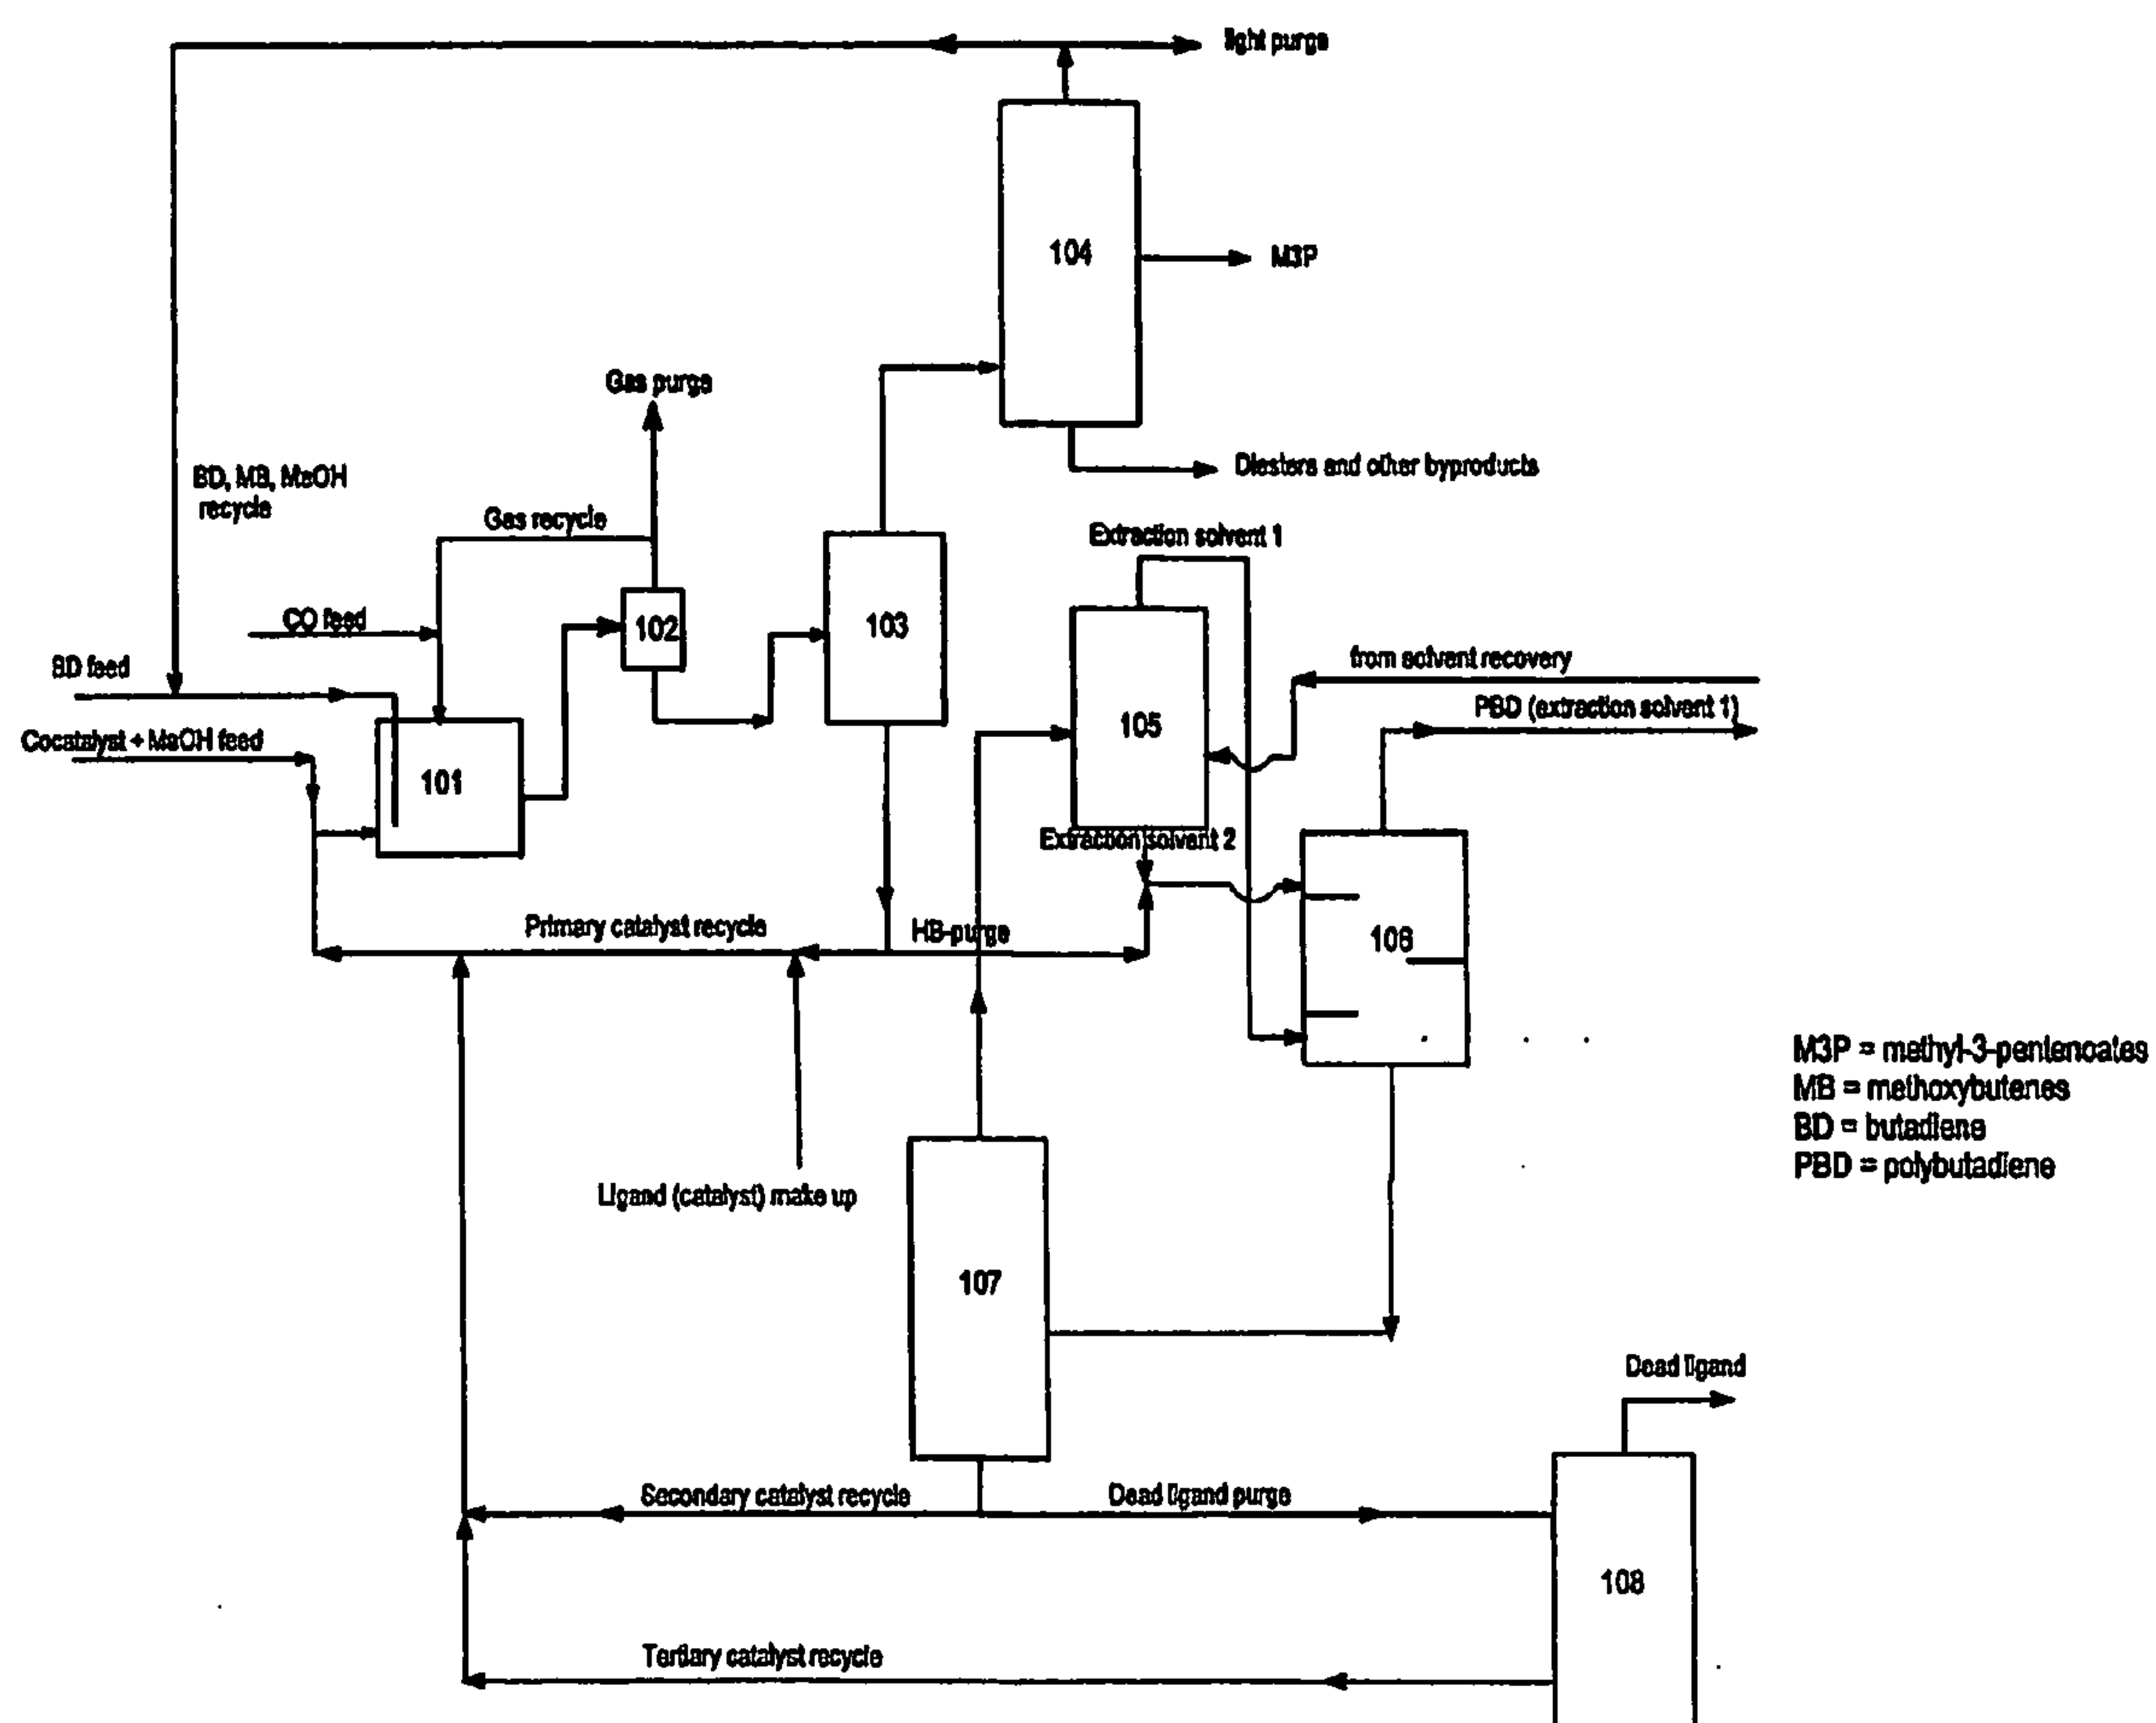 light purge
104
M3P
Gas purge
Diesters and other byproducts
BD, MB, MeOH
recycle
Gas recycle
Extraction solvent 1
CO feed
102
103
BD feed
from solvent recovery
PBD (extraction solvent 1)
105
Cocatalyst + MeOH feed
101
Extraction solvent 2
Primary catalyst recycle
HB-purge
106
M3P = methyl-3-pentenoates
MB = methoxybutenes
BD = butadiene
PBD = polybutadiene
Ligand (catalyst) make up
107
Dead ligand
Secondary catalyst recycle
Dead ligand purge
108
Tertiary catalyst recycle